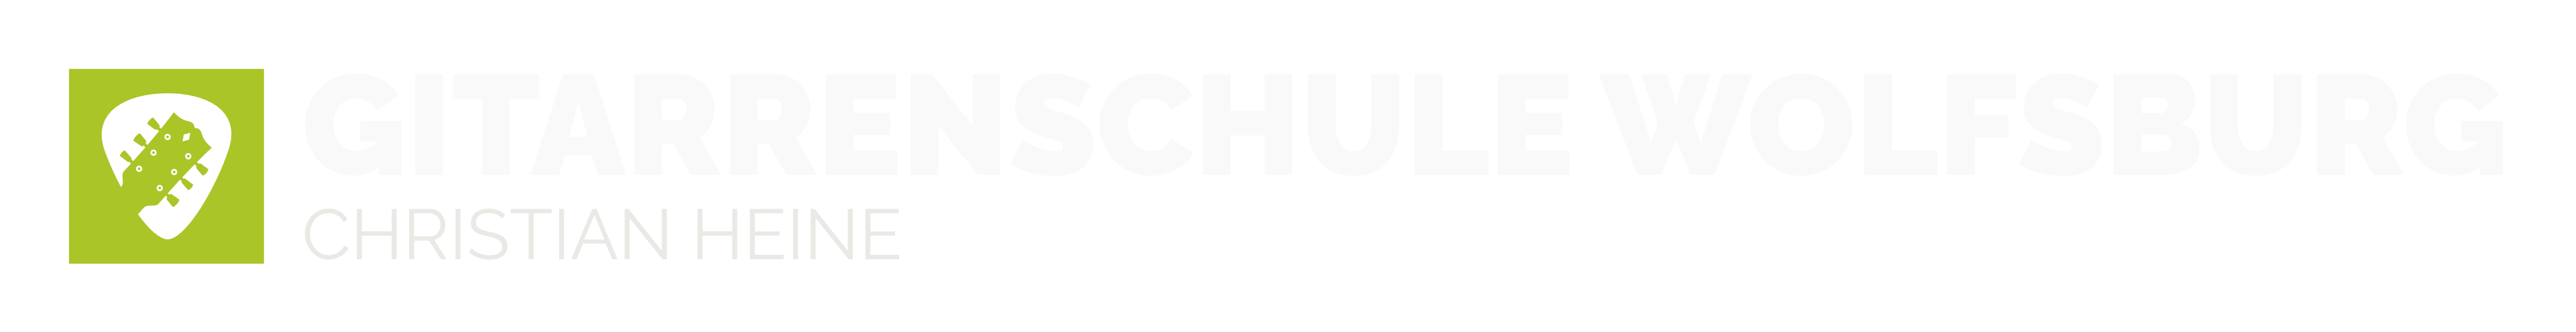 GITARRENSCHULE WOLFSBURG
CHRISTIAN HEINE